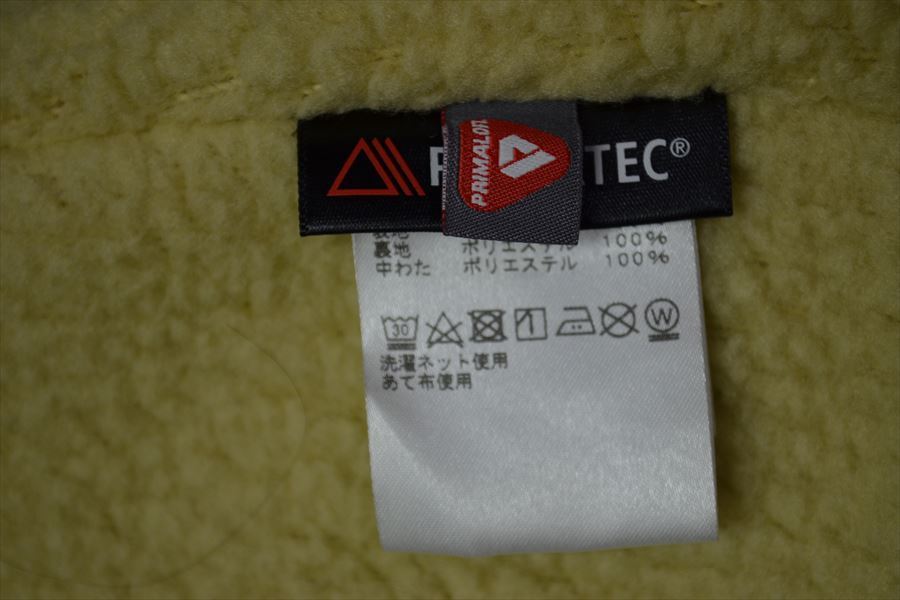 TEC®
PRIMALOFT
裏地 ポリエステル 100%
中わた ポリエステル 100%
30
W
洗濯ネット使用
あて布使用